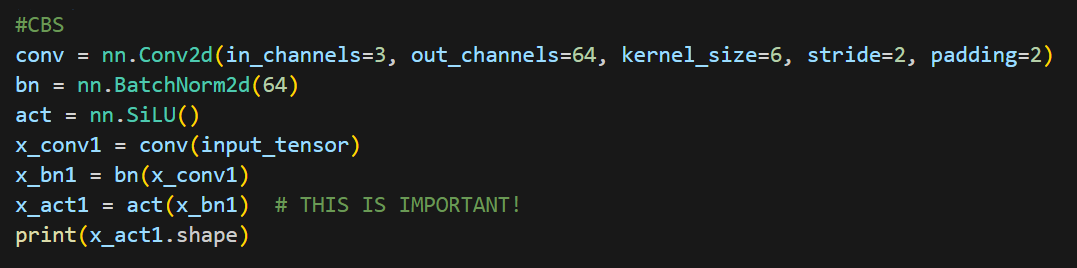 #CBS
conv = nn.Conv2d(in_channels=3, out_channels=64, kernel_size=6, stride=2, padding=2)
bn = nn.BatchNorm2d(64)
act = nn.SiLU()
x_conv1 = conv(input_tensor)
x_bn1 = bn(x_conv1)
x_act1 = act(x_bn1)  # THIS IS IMPORTANT!
print(x_act1.shape)